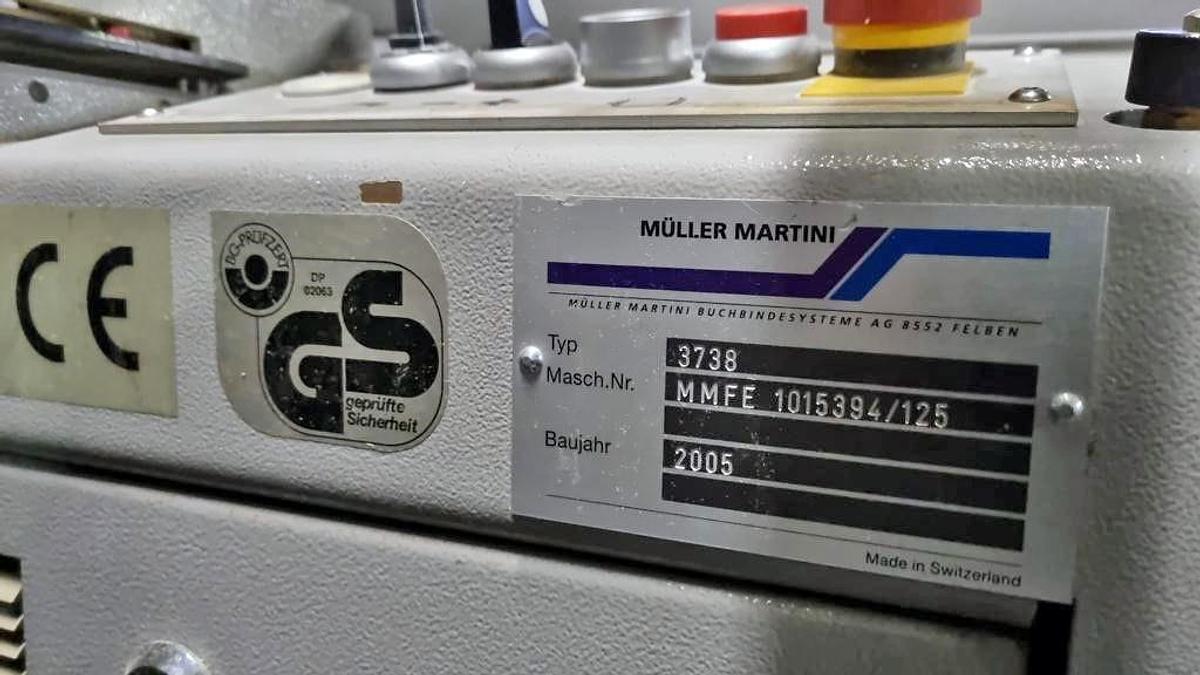 CE
BG-PRÜFZERT
DP
02063
GS
geprüfte
Sicherheit
MÜLLER MARTINI
MÜLLER MARTINI BUCHBINDESYSTEME AG 8552 FELBEN
Typ 3738
Masch.Nr. MMFE 1015394/125
Baujahr 2005
Made in Switzerland